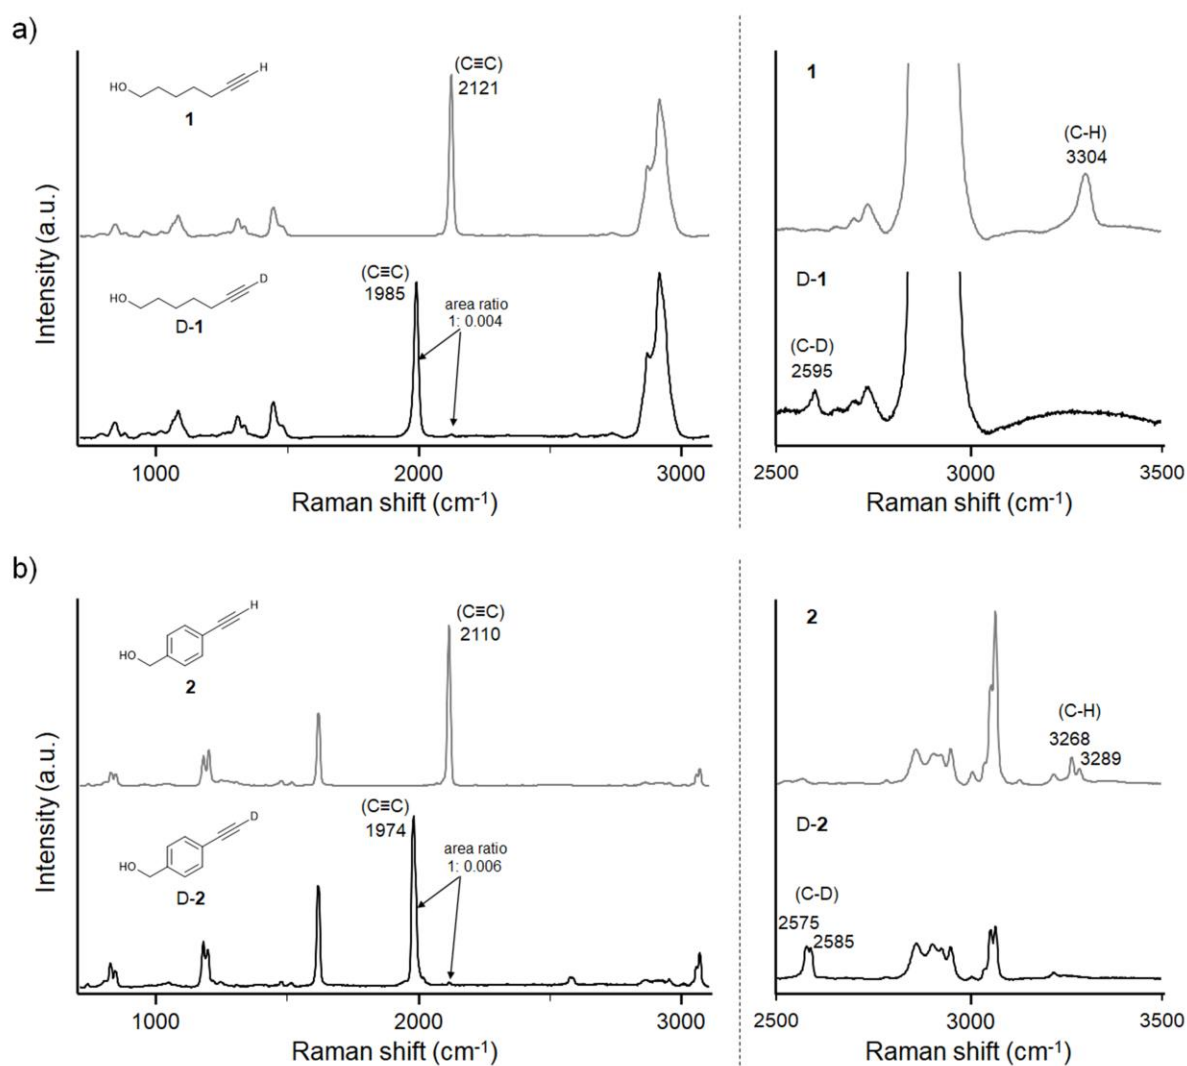 a)
Intensity (a.u.)
HO
H
1
(C≡C)
2121
HO
D
D-1
(C≡C)
1985
area ratio
1: 0.004
1000
2000
3000
Raman shift (cm-1)
1
(C-H)
3304
D-1
(C-D)
2595
2500
3000
3500
Raman shift (cm-1)
b)
Intensity (a.u.)
HO
H
2
(C≡C)
2110
HO
D
D-2
(C≡C)
1974
area ratio
1: 0.006
1000
2000
3000
Raman shift (cm-1)
2
(C-H)
3268
3289
D-2
(C-D)
2575
2585
2500
3000
3500
Raman shift (cm-1)